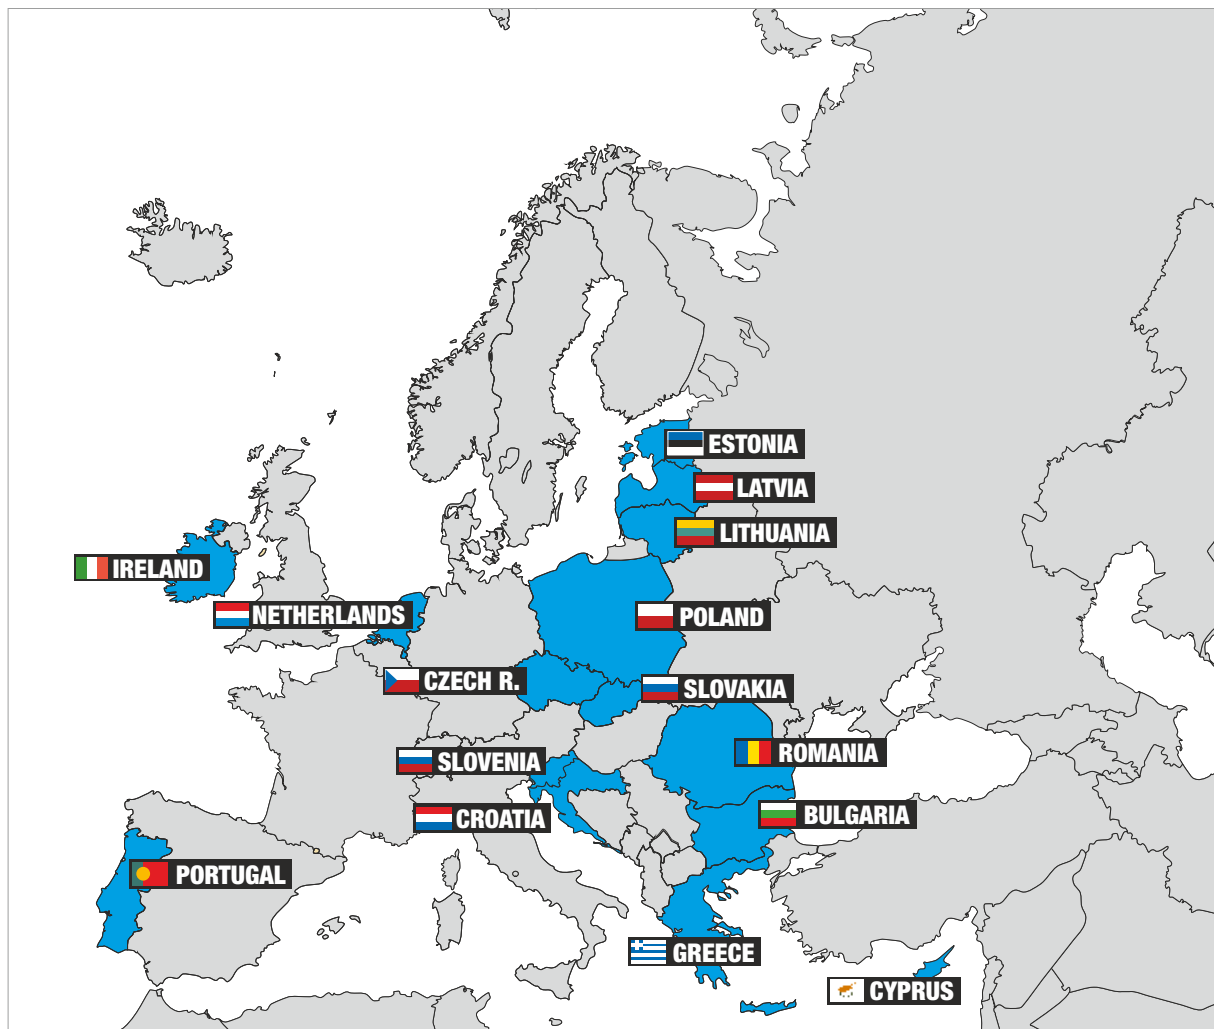 ESTONIA
LATVIA
LITHUANIA
IRELAND
NETHERLANDS
POLAND
CZECH R.
SLOVAKIA
ROMANIA
SLOVENIA
BULGARIA
CROATIA
PORTUGAL
GREECE
CYPRUS